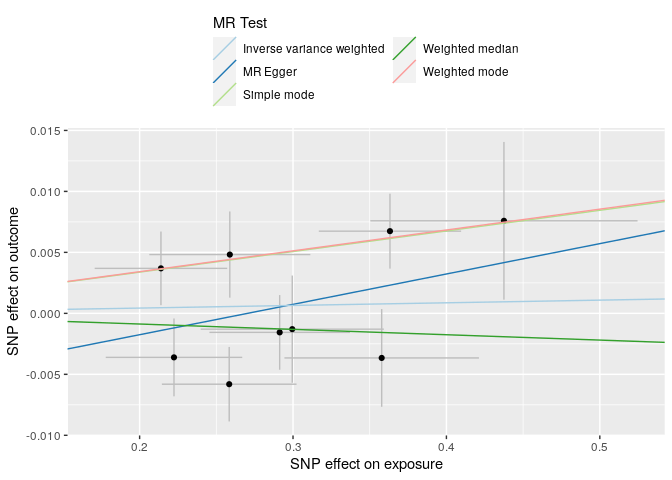 MR Test
Inverse variance weighted
Weighted median
MR Egger
Weighted mode
Simple mode
0.015
0.010
0.005
0.000
-0.005
-0.010
SNP effect on outcome
0.2
0.3
0.4
0.5
SNP effect on exposure